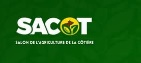 SACOT
SALON DE L'AGRICULTURE DE LA CÔTIÈRE